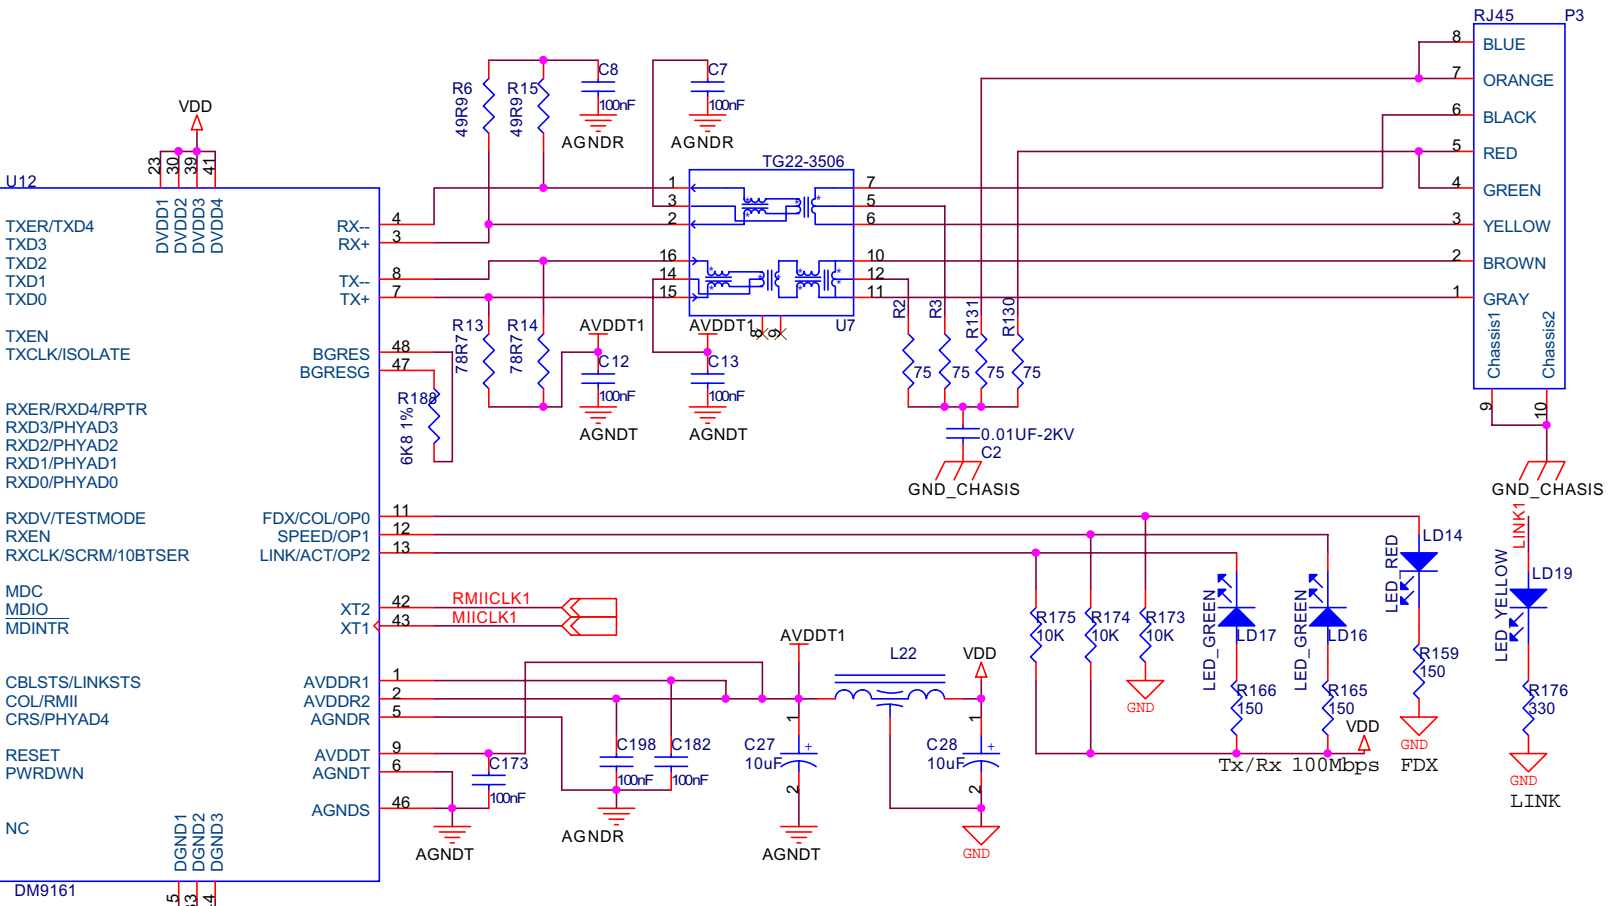 RJ45 P3
8 BLUE
7 ORANGE
6 BLACK
5 RED
4 GREEN
3 YELLOW
2 BROWN
1 GRAY
Chassis1
Chassis2
9
10
GND_CHASIS
R6
49R9
R15
49R9
C8
100nF
AGNDR
C7
100nF
AGNDR
VDD
23
30
39
41
U12
DVDD1
DVDD2
DVDD3
DVDD4
TG22-3506
1
3
2
16
14
15
7
5
6
10
12
11
8
9
U7
TXER/TXD4
TXD3
TXD2
TXD1
TXD0
TXEN
TXCLK/ISOLATE
RXER/RXD4/RPTR
RXD3/PHYAD3
RXD2/PHYAD2
RXD1/PHYAD1
RXD0/PHYAD0
RXDV/TESTMODE
RXEN
RXCLK/SCRM/10BTSER
MDC
MDIO
MDINTR
CBLSTS/LINKSTS
COL/RMII
CRS/PHYAD4
RESET
PWRDWN
NC
RX-- 4
RX+ 3
TX-- 8
TX+ 7
BGRES 48
BGRESG 47
FDX/COL/OP0 11
SPEED/OP1 12
LINK/ACT/OP2 13
XT2 42
XT1 43
AVDDR1 1
AVDDR2 2
AGNDR 5
AVDDT 9
AGNDT 6
AGNDS 46
DGND1
DGND2
DGND3
DM9161
R188
6K8 1%
R13
78R7
R14
78R7
AVDDT1
C12
100nF
AGNDT
AVDDT1
C13
100nF
AGNDT
R2
75
R3
75
R131
75
R130
75
0.01UF-2KV
C2
GND_CHASIS
RMIICLK1
MIICLK1
C173
100nF
AGNDT
C198
100nF
C182
100nF
AGNDR
AVDDT1
L22
VDD
1
C27
10uF
+
2
AGNDT
1
C28
10uF
+
2
GND
R175
10K
R174
10K
R173
10K
GND
LED_GREEN
LD17
R166
150
LED_GREEN
LD16
R165
150
VDD
Tx/Rx 100Mbps
LED_RED
LD14
R159
150
GND
FDX
LINK1
LED_YELLOW
LD19
R176
330
GND
LINK